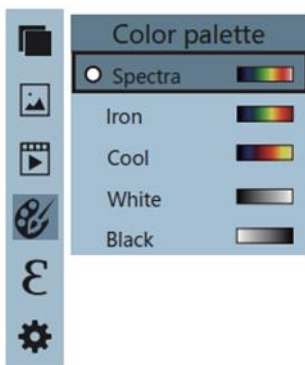 Color palette
Spectra
Iron
Cool
White
Black
ε